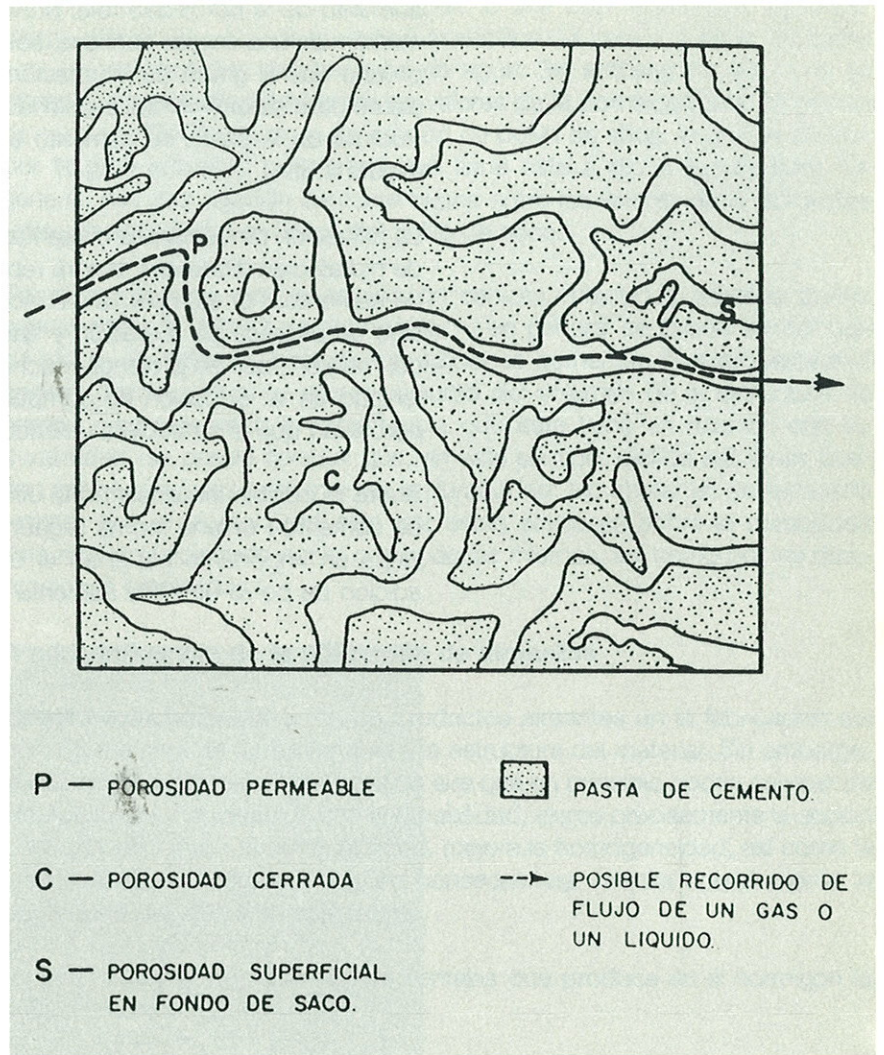 P
S
C
P — POROSIDAD PERMEABLE
PASTA DE CEMENTO.
C — POROSIDAD CERRADA
POSIBLE RECORRIDO DE
FLUJO DE UN GAS O
UN LIQUIDO.
S — POROSIDAD SUPERFICIAL
EN FONDO DE SACO.